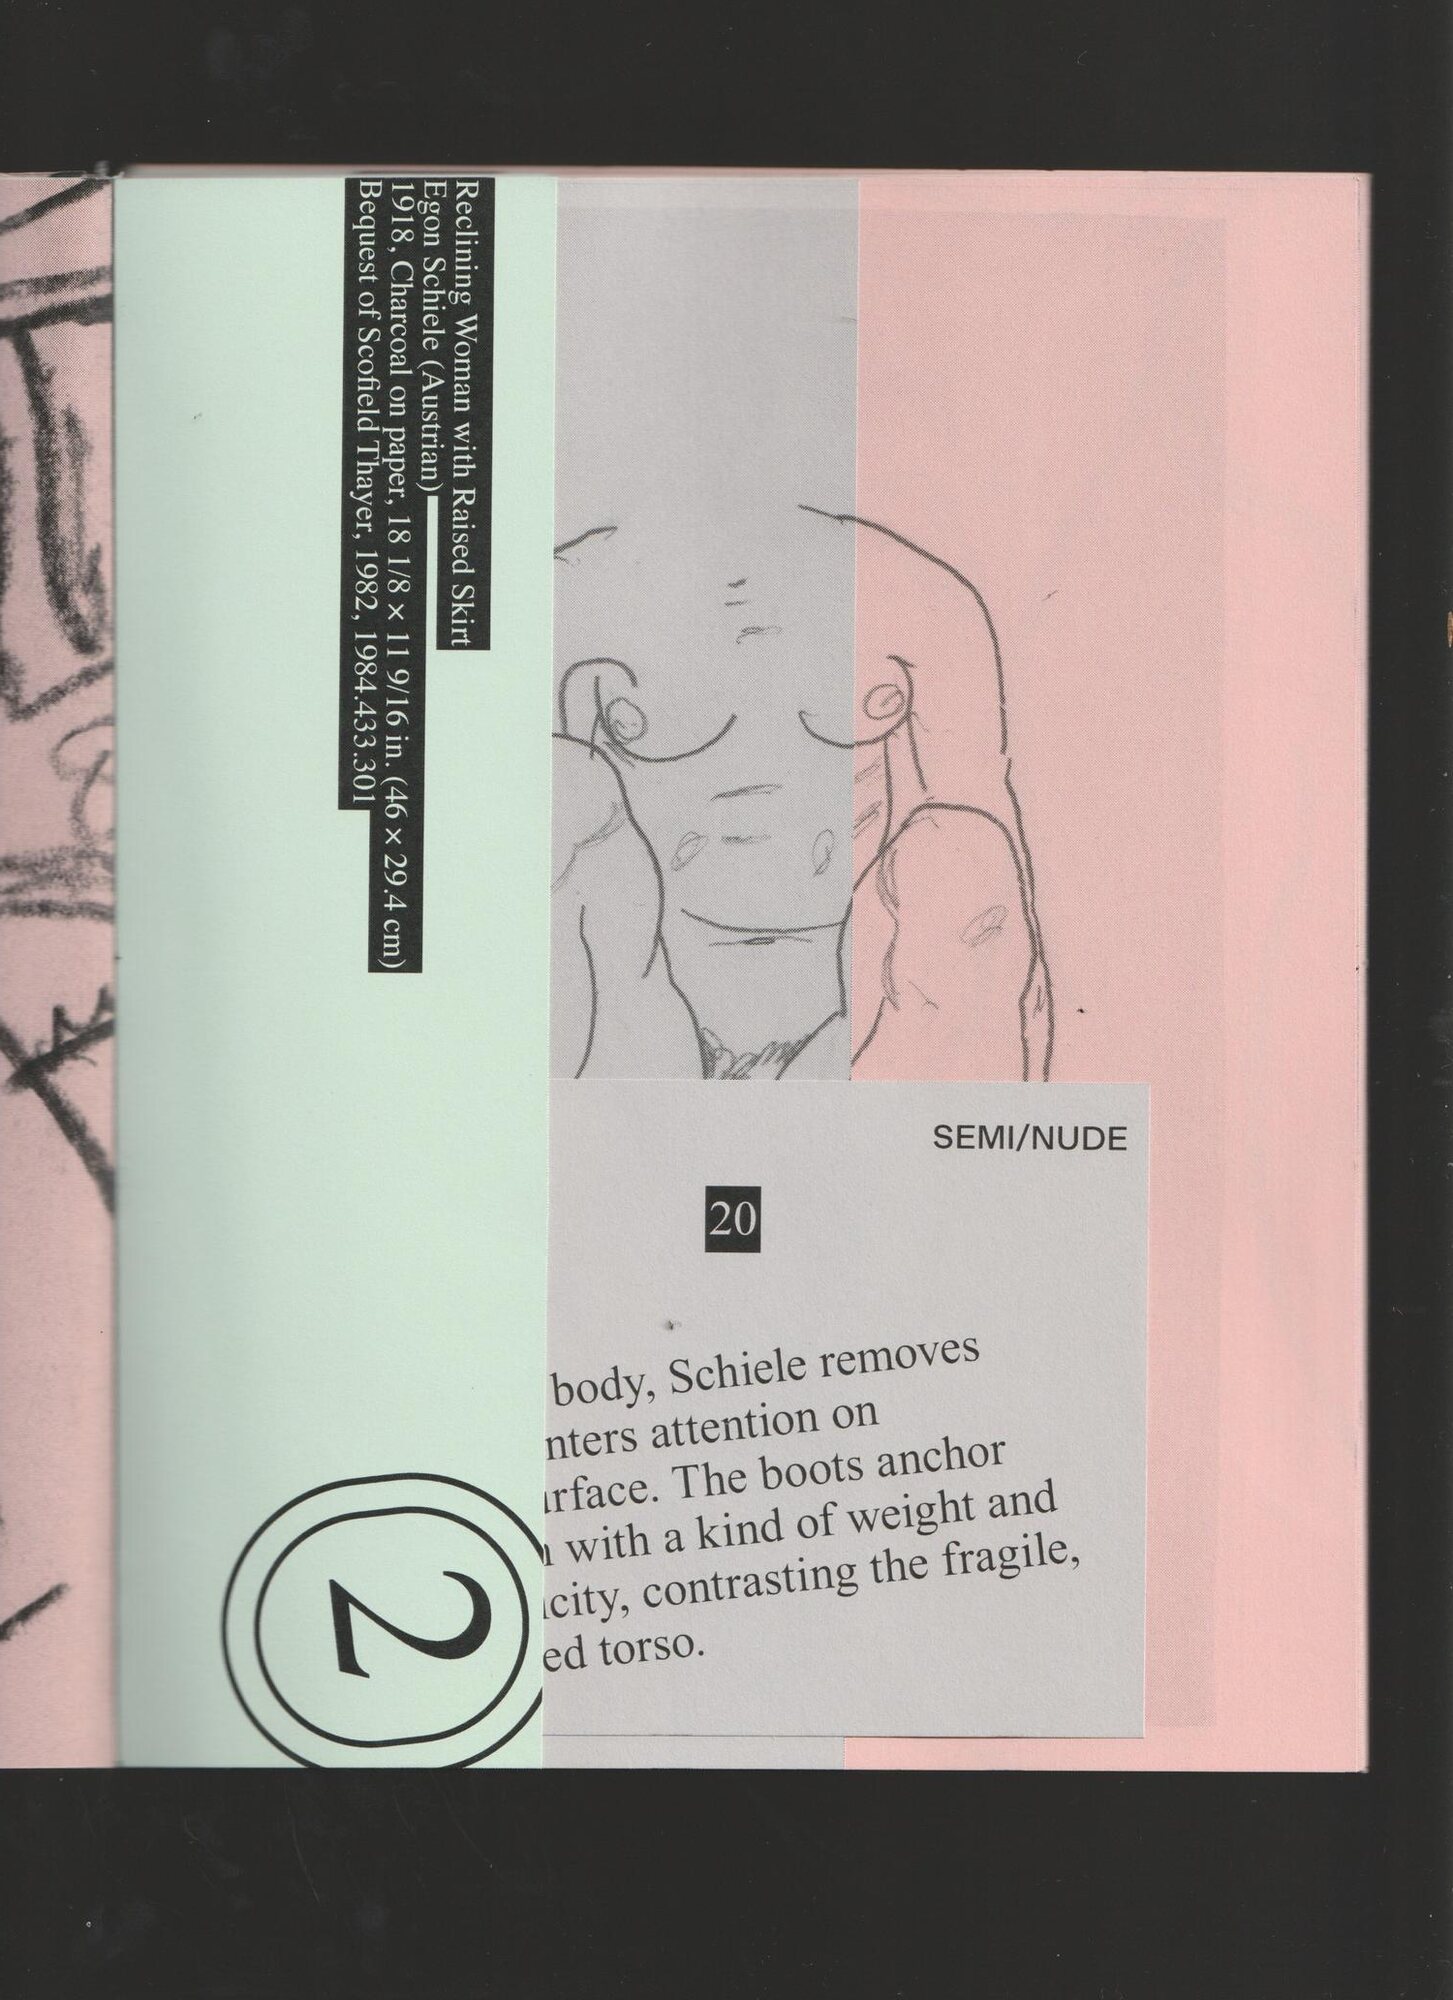 Reclining Woman with Raised Skirt
Egon Schiele (Austrian)
1918, Charcoal on paper, 18 1/8 × 11 9/16 in. (46 × 29.4 cm)
Bequest of Scofield Thayer, 1982, 1984.433.301
SEMI/NUDE
20
body, Schiele removes
nters attention on
rface. The boots anchor
with a kind of weight and
city, contrasting the fragile,
ed torso.
2